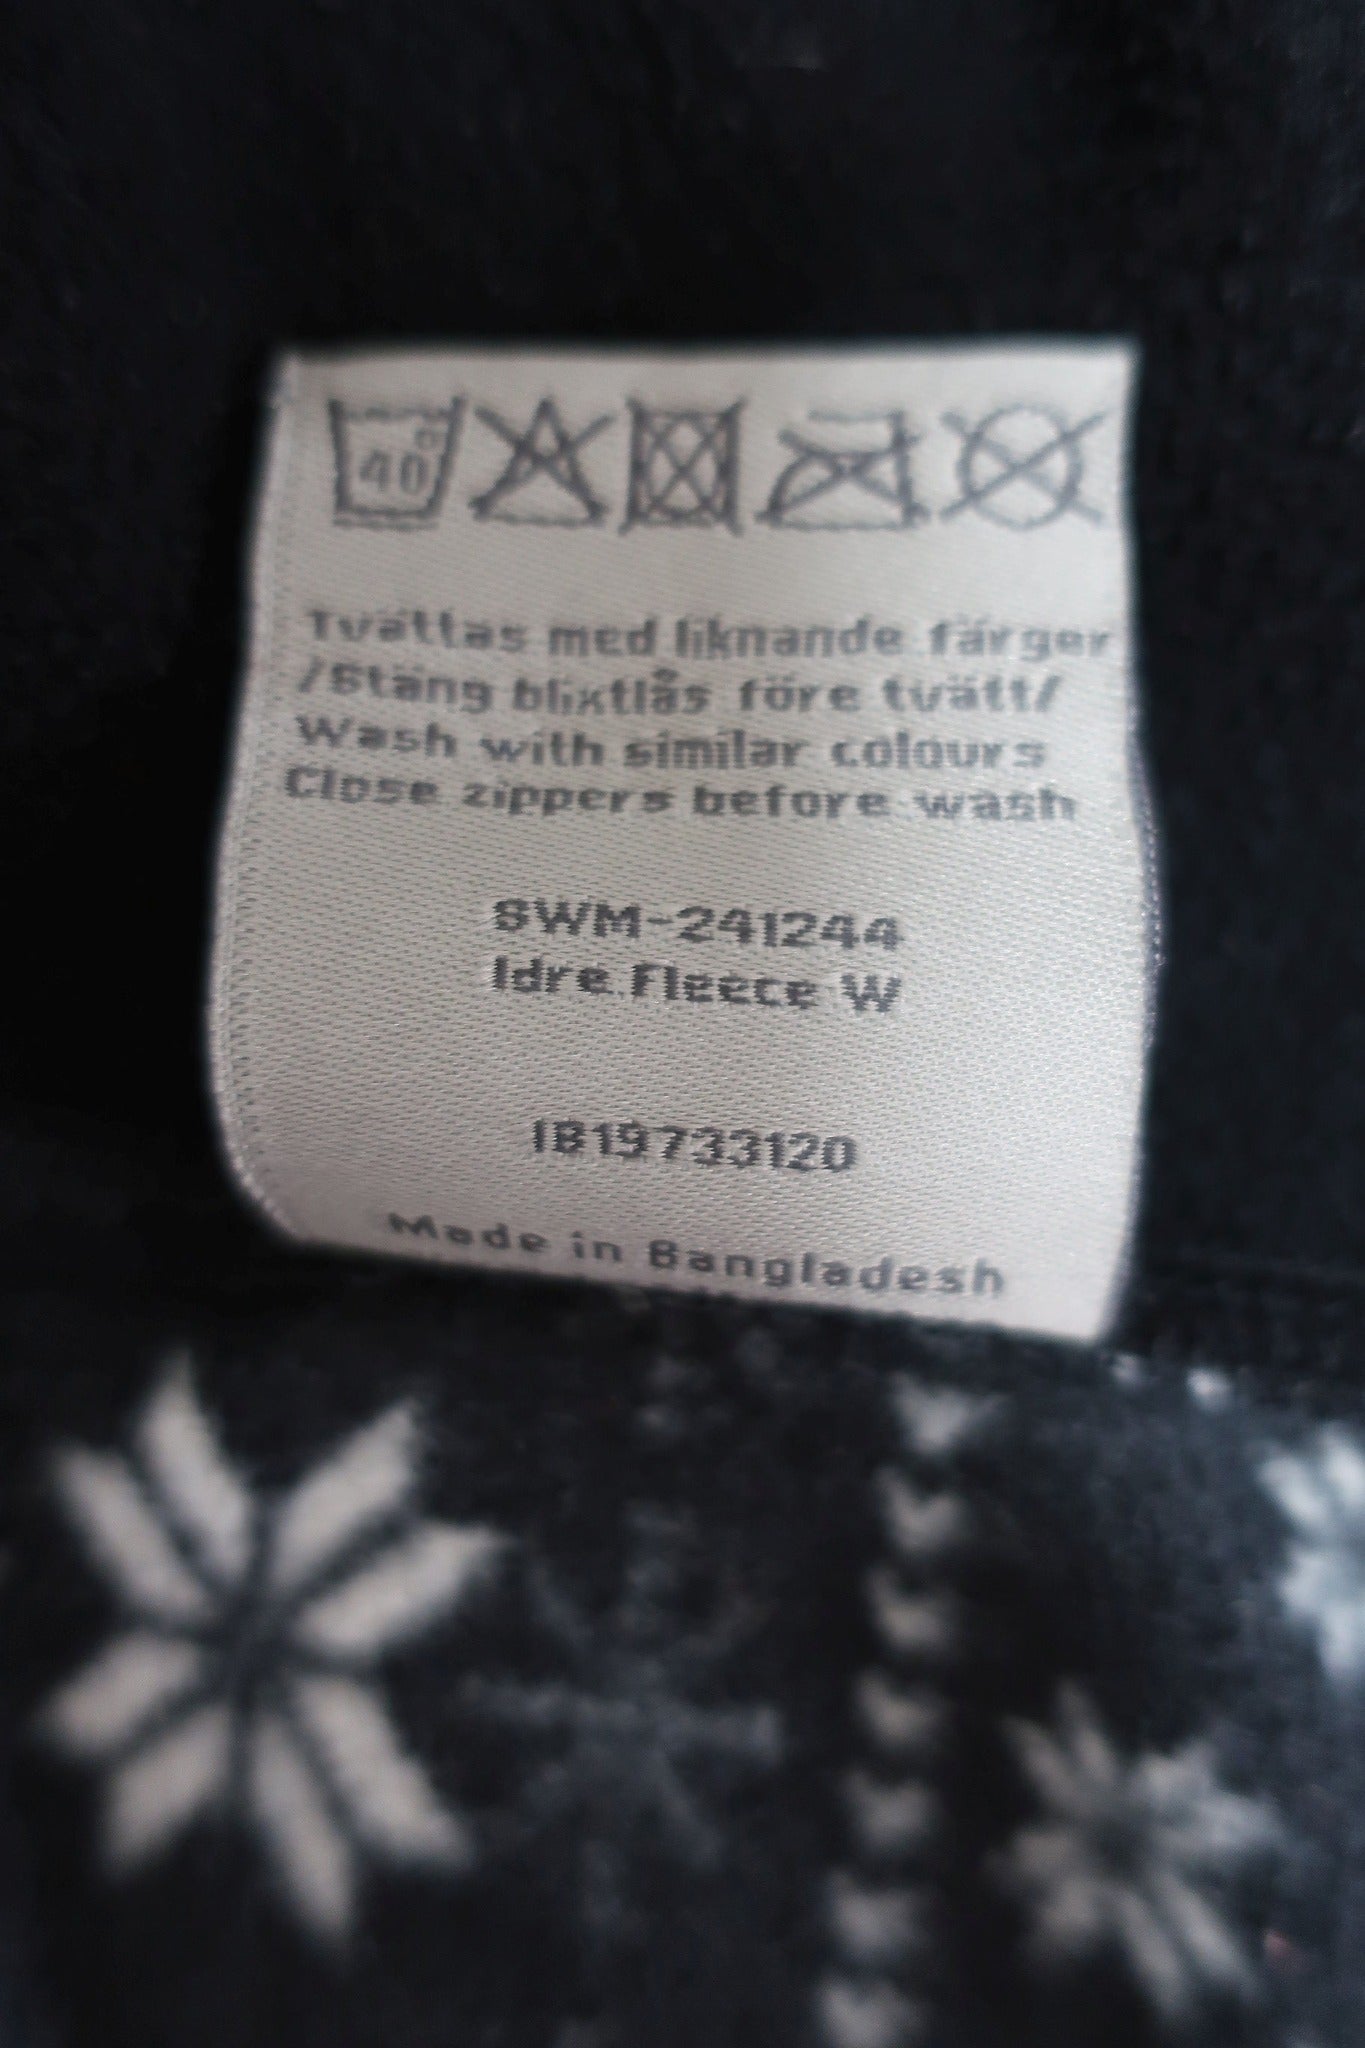 40
Tvättas med liknande färger
/Stäng blixtlås före tvätt/
Wash with similar colours
Close zippers before wash
SWM-241244
Idre Fleece W
IB19733120
Made in Bangladesh